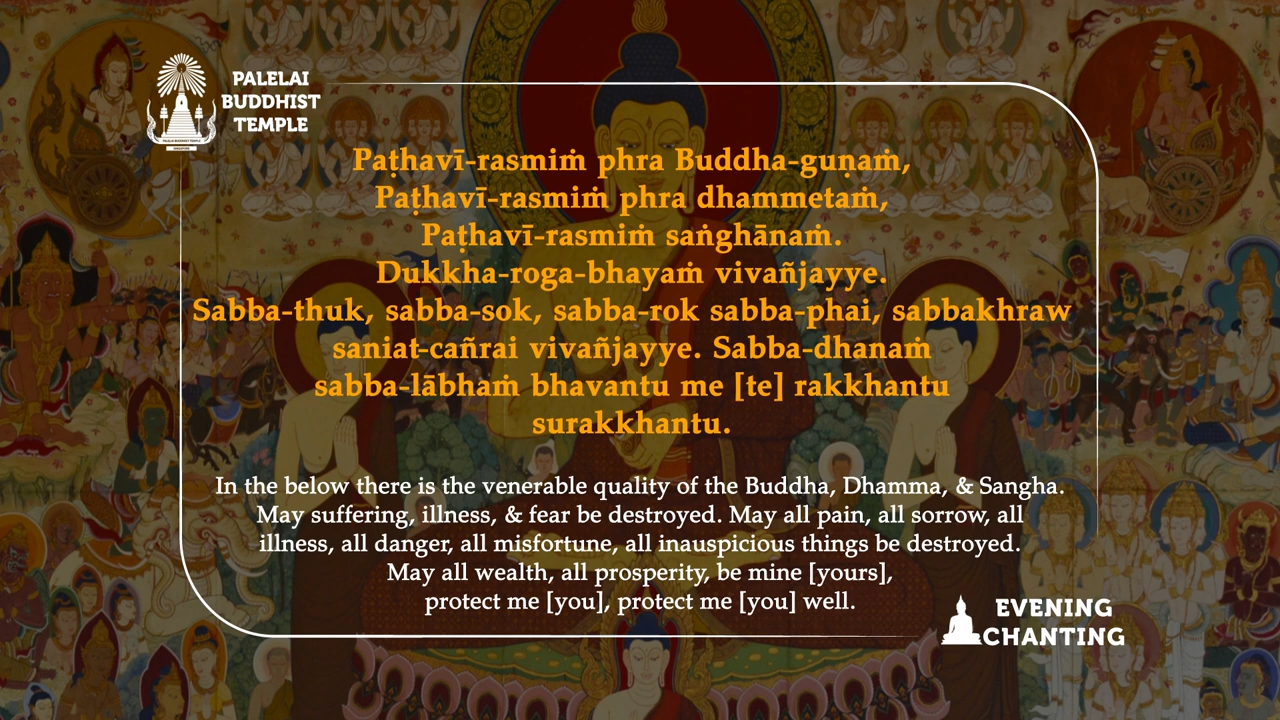 PALELAI
BUDDHIST
TEMPLE
Paṭhavī-rasmiṁ phra Buddha-guṇaṁ,
Paṭhavī-rasmiṁ phra dhammetaṁ,
Paṭhavī-rasmiṁ saṅghānaṁ.
Dukkha-roga-bhayaṁ vivañjayye.
Sabba-thuk, sabba-sok, sabba-rok sabba-phai, sabbakhraw
saniat-cañrai vivañjayye. Sabba-dhanaṁ
sabba-lābhaṁ bhavantu me [te] rakkhantu
surakkhantu.
In the below there is the venerable quality of the Buddha, Dhamma, & Sangha.
May suffering, illness, & fear be destroyed. May all pain, all sorrow, all
illness, all danger, all misfortune, all inauspicious things be destroyed.
May all wealth, all prosperity, be mine [yours],
protect me [you], protect me [you] well.
EVENING
CHANTING